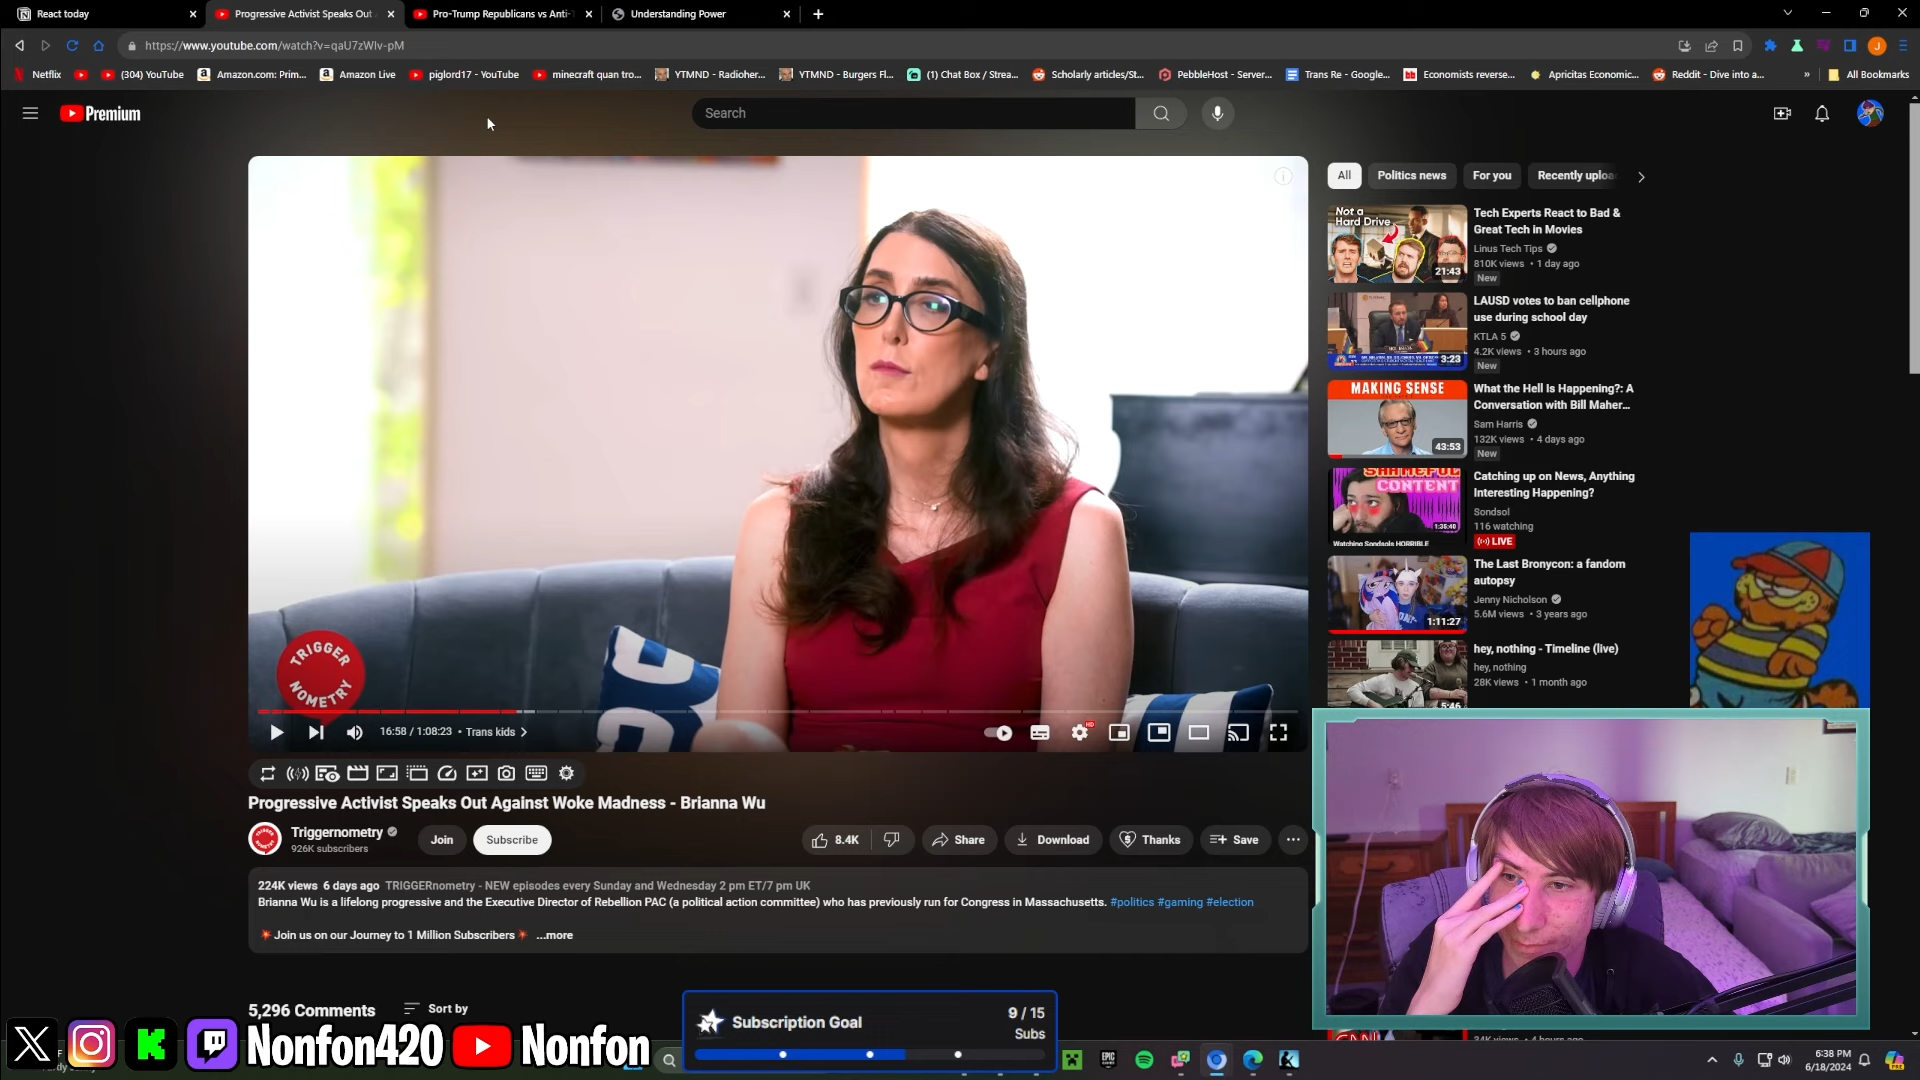 React today
Progressive Activist Speaks Out
Pro-Trump Republicans vs Anti-
Understanding Power
https://www.youtube.com/watch?v=qaU7zWlv-pM
Netflix
(304) YouTube
Amazon.com: Prim...
Amazon Live
piglord17 - YouTube
minecraft quan tro...
YTMND - Radioher...
YTMND - Burgers Fl...
(1) Chat Box / Strea...
Scholarly articles/St...
PebbleHost - Server...
Trans Re - Google...
Economists reverse...
Apricitas Economic...
Reddit - Dive into a...
»
All Bookmarks
Premium
Search
All
Politics news
For you
Recently uploa
Not a
Hard Drive
21:43
Tech Experts React to Bad &
Great Tech in Movies
Linus Tech Tips
810K views • 1 day ago
New
3:23
LAUSD votes to ban cellphone
use during school day
KTLA 5
4.2K views • 3 hours ago
New
MAKING SENSE
43:53
What the Hell Is Happening?: A
Conversation with Bill Maher...
Sam Harris
132K views • 4 days ago
New
SHAMEFUL
CONTENT
1:35:40
Watching Sondsols HORRIBLE
Catching up on News, Anything
Interesting Happening?
Sondsol
116 watching
LIVE
1:11:27
The Last Bronycon: a fandom
autopsy
Jenny Nicholson
5.6M views • 3 years ago
5:46
hey, nothing - Timeline (live)
hey, nothing
28K views • 1 month ago
TRIGGER
NOMETRY
16:58 / 1:08:23 • Trans kids
HD
Progressive Activist Speaks Out Against Woke Madness - Brianna Wu
Triggernometry
926K subscribers
Join
Subscribe
8.4K
Share
Download
Thanks
Save
224K views 6 days ago TRIGGERnometry - NEW episodes every Sunday and Wednesday 2 pm ET/7 pm UK
Brianna Wu is a lifelong progressive and the Executive Director of Rebellion PAC (a political action committee) who has previously run for Congress in Massachusetts. #politics #gaming #election
Join us on our Journey to 1 Million Subscribers ...more
5,296 Comments
Sort by
Subscription Goal
9 / 15
Subs
Nonfon420
Nonfon
EPIC
6:38 PM
6/18/2024